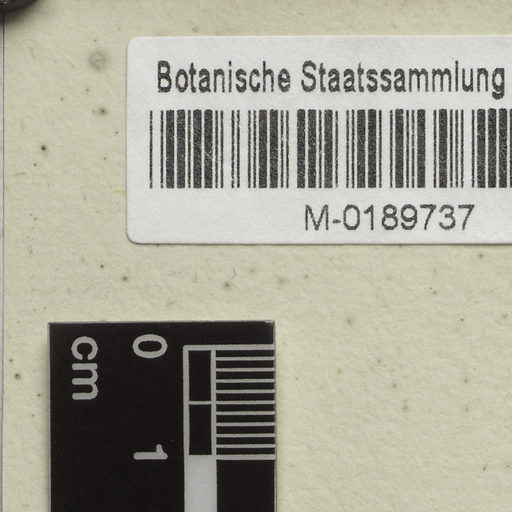 Botanische Staatssammlung
M-0189737
cm
0
1